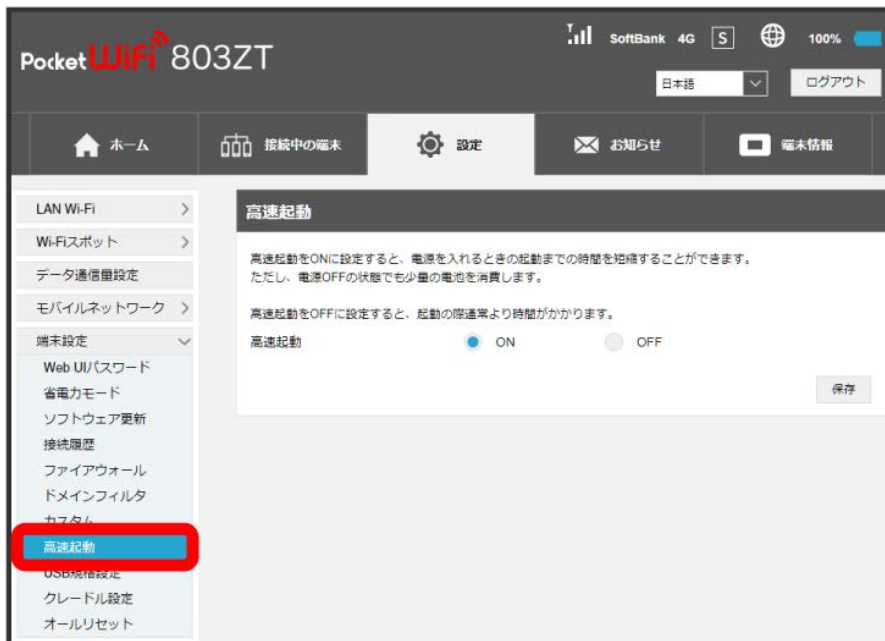 Pocket WiFi 803ZT
SoftBank 4G S 100%
日本語 ログアウト
ホーム 接続中の端末 設定 お知らせ 端末情報
LAN Wi-Fi
Wi-Fiスポット
データ通信量設定
モバイルネットワーク
端末設定
Web UIパスワード
省電力モード
ソフトウェア更新
接続履歴
ファイアウォール
ドメインフィルタ
カスタム
高速起動
USB規格設定
クレードル設定
オールリセット
高速起動
高速起動をONに設定すると、電源を入れるときの起動までの時間を短縮することができます。
ただし、電源OFFの状態でも少量の電池を消費します。
高速起動をOFFに設定すると、起動の際通常より時間がかかります。
高速起動 ON OFF
保存